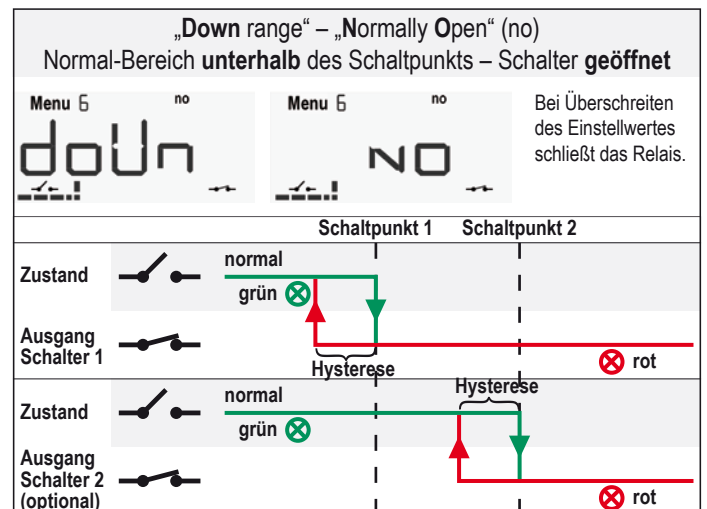 „Down range“ – „Normally Open“ (no)
Normal-Bereich unterhalb des Schaltpunkts – Schalter geöffnet
Menu 6 no
doUn
Menu 6 no
NO
Bei Überschreiten
des Einstellwertes
schließt das Relais.
Schaltpunkt 1 Schaltpunkt 2
Zustand
normal
grün
Ausgang
Schalter 1
Hysterese
rot
Zustand
normal
grün
Hysterese
Ausgang
Schalter 2
(optional)
rot